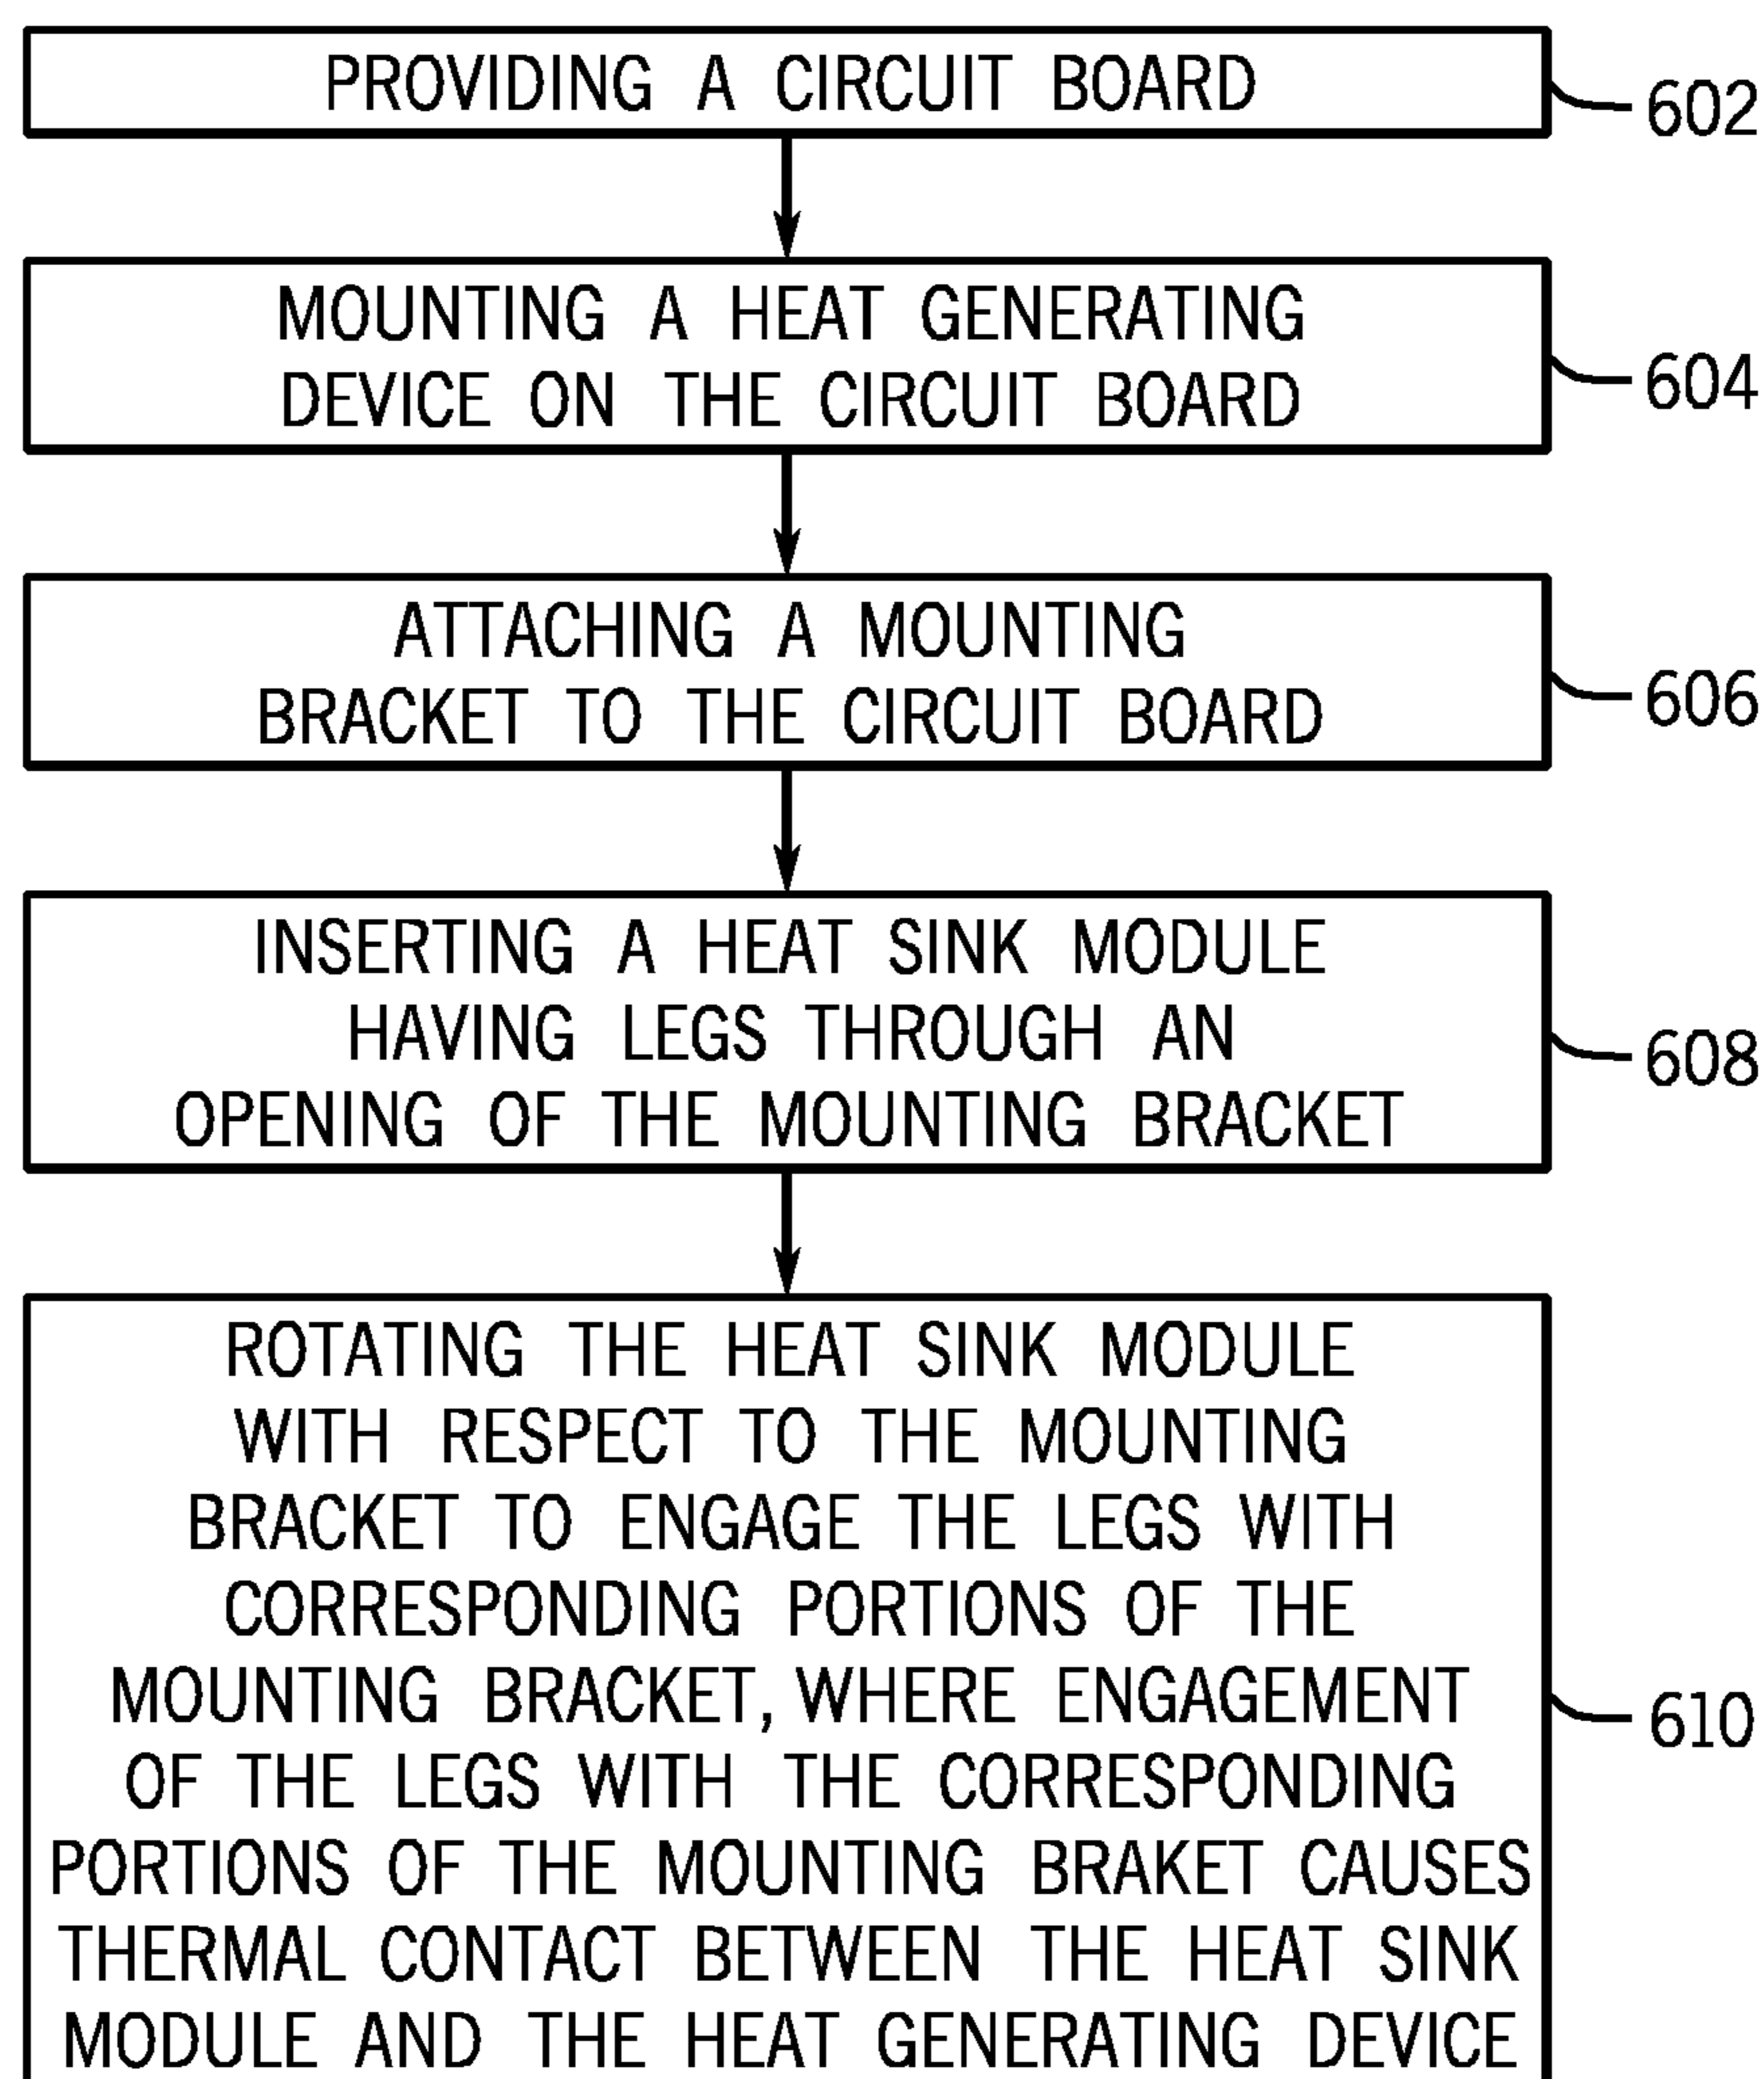 PROVIDING A CIRCUIT BOARD
602
MOUNTING A HEAT GENERATING
DEVICE ON THE CIRCUIT BOARD
604
ATTACHING A MOUNTING
BRACKET TO THE CIRCUIT BOARD
606
INSERTING A HEAT SINK MODULE
HAVING LEGS THROUGH AN
OPENING OF THE MOUNTING BRACKET
608
ROTATING THE HEAT SINK MODULE
WITH RESPECT TO THE MOUNTING
BRACKET TO ENGAGE THE LEGS WITH
CORRESPONDING PORTIONS OF THE
MOUNTING BRACKET, WHERE ENGAGEMENT
OF THE LEGS WITH THE CORRESPONDING
PORTIONS OF THE MOUNTING BRAKET CAUSES
THERMAL CONTACT BETWEEN THE HEAT SINK
MODULE AND THE HEAT GENERATING DEVICE
610